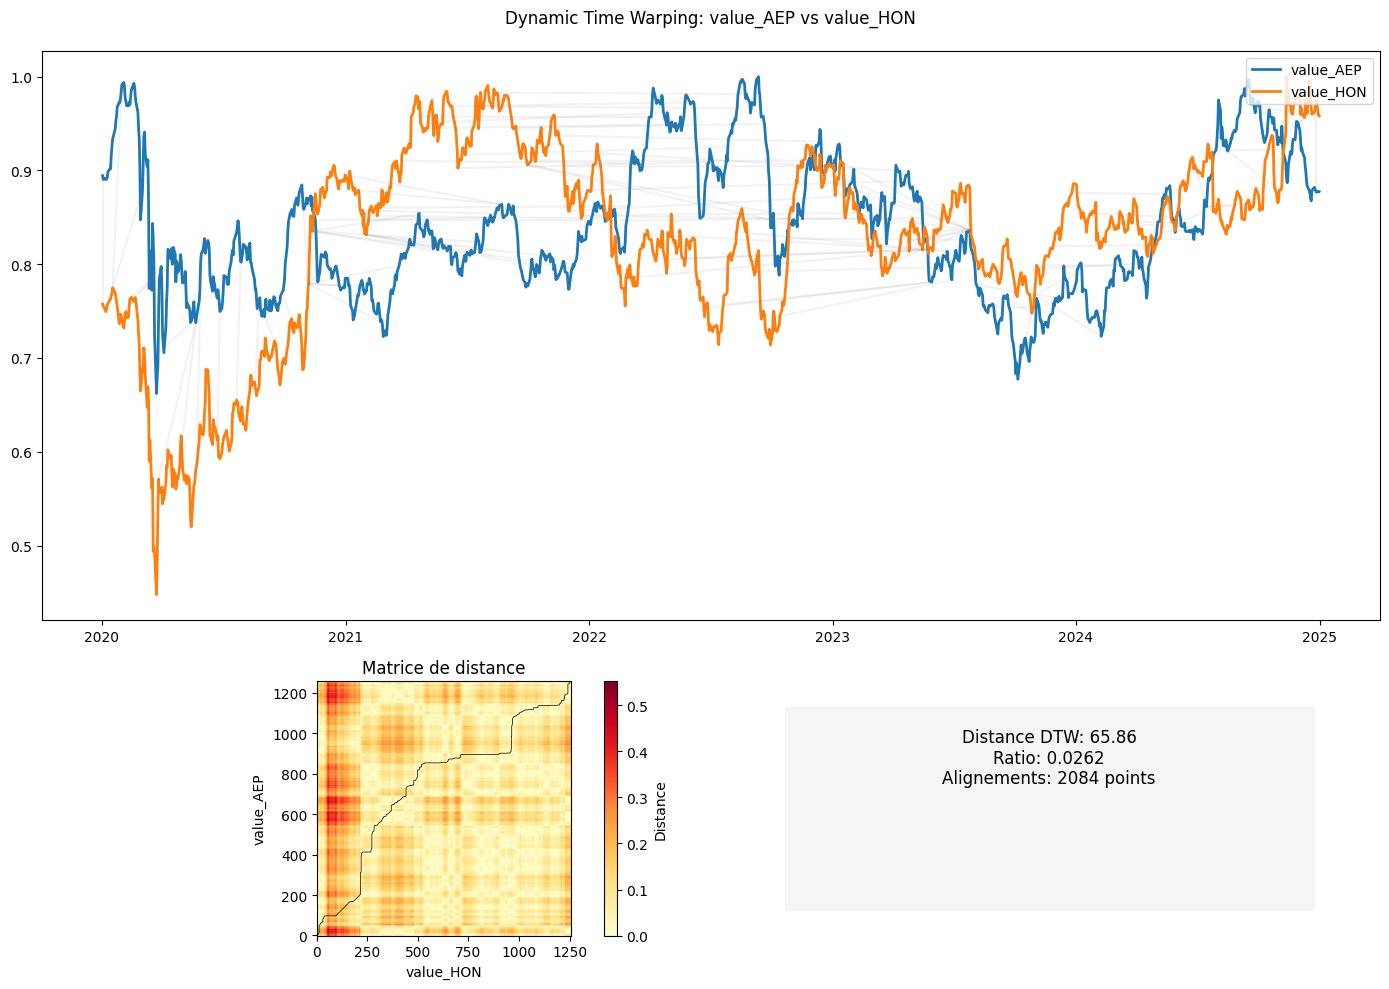 Dynamic Time Warping: value_AEP vs value_HON
1.0
0.9
0.8
0.7
0.6
0.5
value_AEP
value_HON
2020 2021 2022 2023 2024 2025
Matrice de distance
1200
1000
800
600
400
200
0
value_AEP
0 250 500 750 1000 1250
value_HON
0.5
0.4
0.3
0.2
0.1
0.0
Distance
Distance DTW: 65.86
Ratio: 0.0262
Alignements: 2084 points